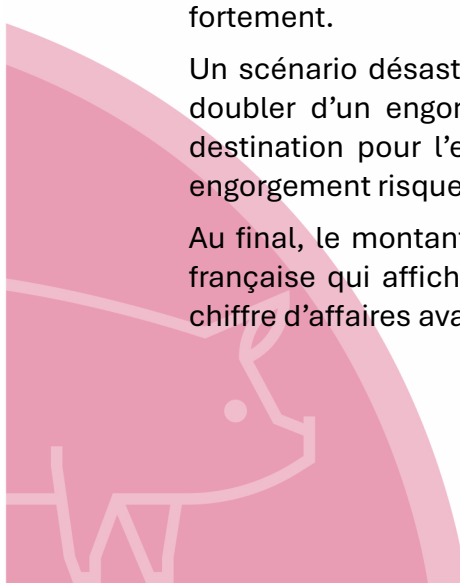 fortement.
Un scénario désast
doubler d'un engor
destination pour l'e
engorgement risque
Au final, le montant
française qui affich
chiffre d'affaires ava